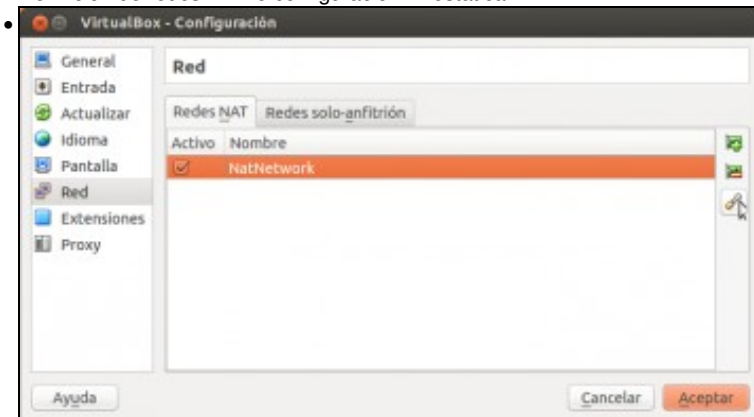 VirtualBox - Configuración
General
Entrada
Actualizar
Idioma
Pantalla
Red
Extensiones
Proxy
Red
Redes NAT Redes solo-anfitrión
Activo Nombre
NatNetwork
Ayuda Cancelar Aceptar